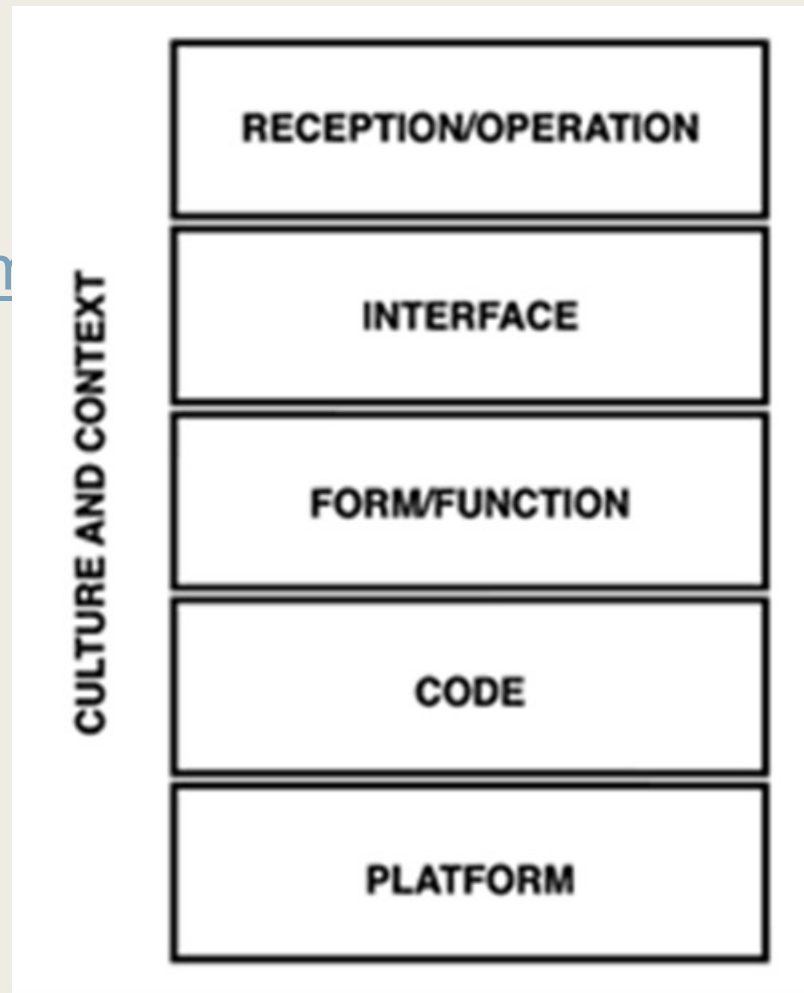 RECEPTION/OPERATION
INTERFACE
FORM/FUNCTION
CODE
PLATFORM
CULTURE AND CONTEXT